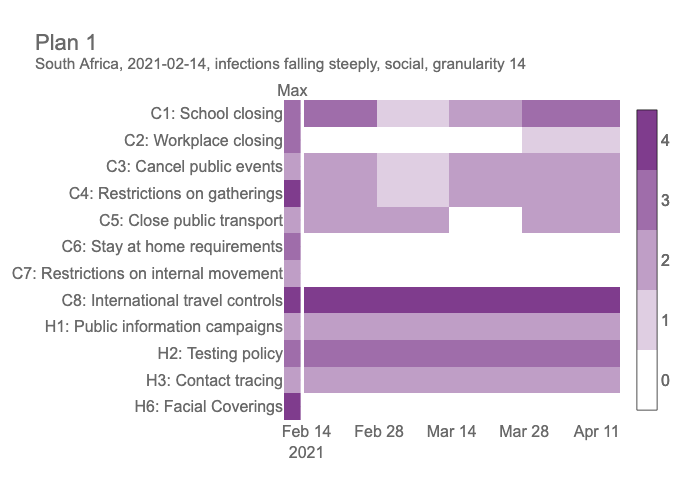 Plan 1
South Africa, 2021-02-14, infections falling steeply, social, granularity 14
Max
C1: School closing
C2: Workplace closing
C3: Cancel public events
C4: Restrictions on gatherings
C5: Close public transport
C6: Stay at home requirements
C7: Restrictions on internal movement
C8: International travel controls
H1: Public information campaigns
H2: Testing policy
H3: Contact tracing
H6: Facial Coverings
4
3
2
1
0
Feb 14 Feb 28 Mar 14 Mar 28 Apr 11
2021